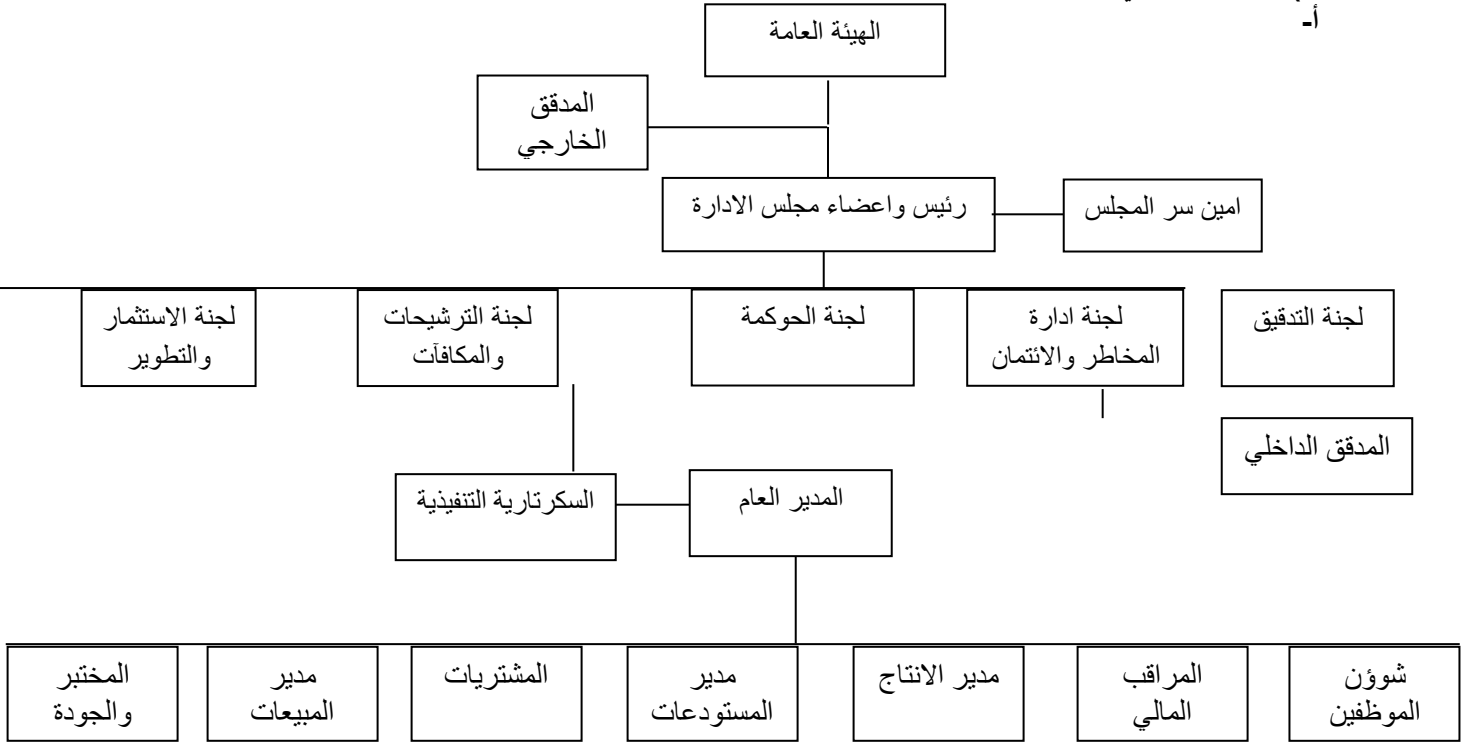 أ-
الهيئة العامة
المدقق
الخارجي
رئيس واعضاء مجلس الادارة
امين سر المجلس
لجنة التدقيق
لجنة ادارة
المخاطر والائتمان
لجنة الحوكمة
لجنة الترشيحات
والمكافآت
لجنة الاستثمار
والتطوير
المدقق الداخلي
المدير العام
السكرتارية التنفيذية
شوؤن
الموظفين
المراقب
المالي
مدير الانتاج
مدير
المستودعات
المشتريات
مدير
المبيعات
المختبر
والجودة